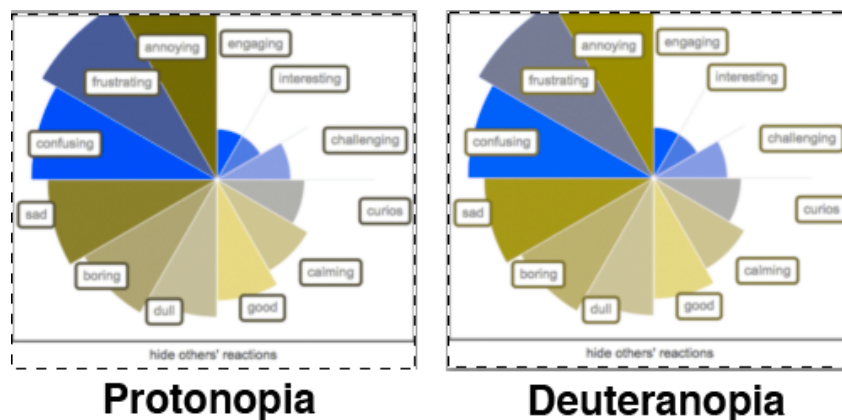 annoying
engaging
frustrating
interesting
confusing
challenging
sad
curios
boring
calming
dull
good
hide others' reactions
Protonopia
annoying
engaging
frustrating
interesting
confusing
challenging
sad
curios
boring
calming
dull
good
hide others' reactions
Deuteranopia